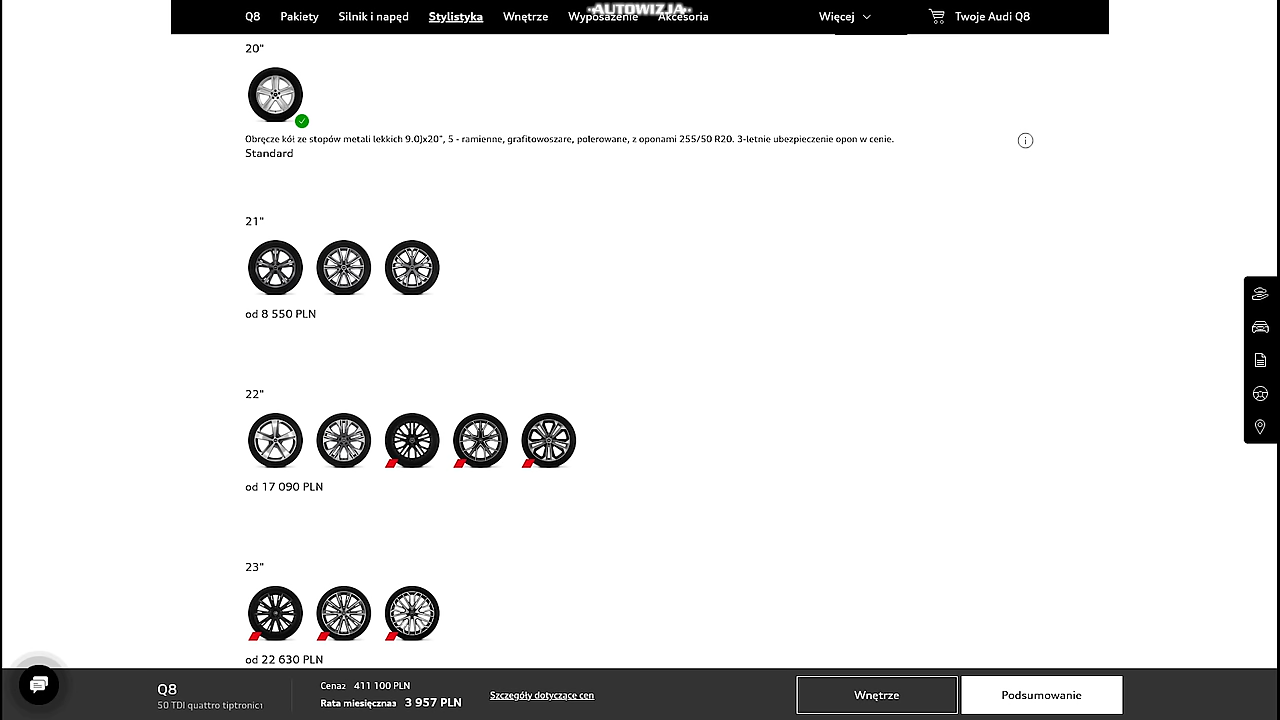 ·AUTOWIZJA·
Q8 Pakiety Silnik i napęd Stylistyka Wnętrze Wyposażenie Akcesoria Więcej Twoje Audi Q8
20"
Obręcze kół ze stopów metali lekkich 9.0Jx20", 5 - ramienne, grafitowoszare, polerowane, z oponami 255/50 R20. 3-letnie ubezpieczenie opon w cenie.
Standard
21"
od 8 550 PLN
22"
od 17 090 PLN
23"
od 22 630 PLN
Q8
50 TDI quattro tiptronic1
Cena2 411 100 PLN
Rata miesięczna3 3 957 PLN
Szczegóły dotyczące cen
Wnętrze
Podsumowanie